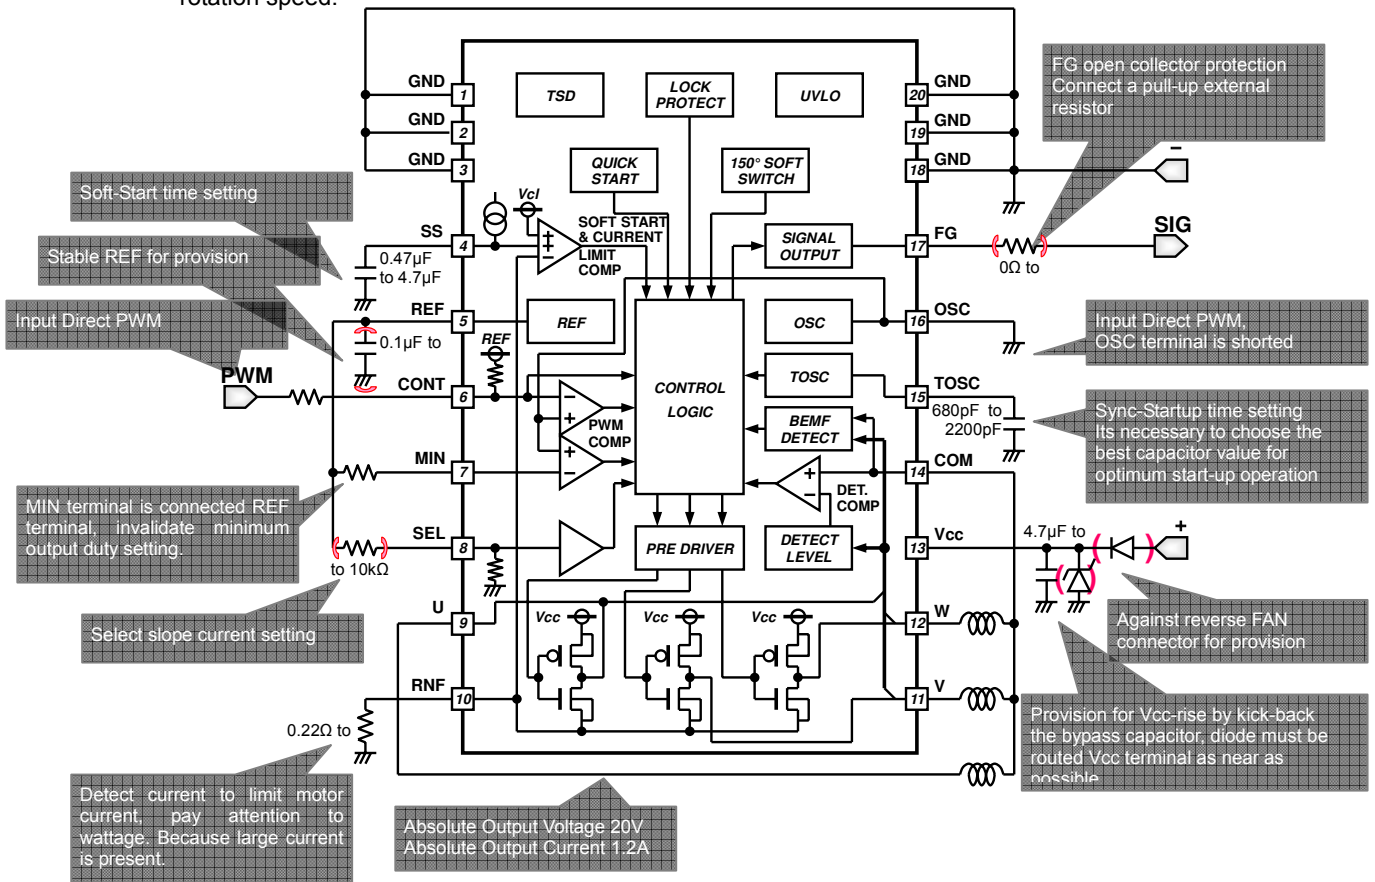 rotation speed.
GND
1
GND
2
GND
3
SS
4
REF
5
CONT
6
MIN
7
SEL
8
U
9
RNF
10
20
GND
19
GND
18
GND
17
FG
16
OSC
15
TOSC
14
COM
13
Vcc
12
W
11
V
TSD
LOCK
PROTECT
UVLO
QUICK
START
150° SOFT
SWITCH
Vcl
SOFT START
& CURRENT
LIMIT
COMP
SIGNAL
OUTPUT
REF
OSC
REF
TOSC
CONTROL
LOGIC
PWM
COMP
BEMF
DETECT
DET.
COMP
PRE DRIVER
DETECT
LEVEL
Vcc
Vcc
Vcc
Soft-Start time setting
Stable REF for provision
Input Direct PWM
PWM
0.47µF
to 4.7µF
0.1µF to
MIN terminal is connected REF
terminal, invalidate minimum
output duty setting.
to 10kΩ
Select slope current setting
0.22Ω to
Detect current to limit motor
current, pay attention to
wattage. Because large current
is present.
Absolute Output Voltage 20V
Absolute Output Current 1.2A
FG open collector protection
Connect a pull-up external
resistor
−
SIG
0Ω to
Input Direct PWM,
OSC terminal is shorted
680pF to
2200pF
Sync-Startup time setting
Its necessary to choose the
best capacitor value for
optimum start-up operation
4.7µF to
+
Against reverse FAN
connector for provision
Provision for Vcc-rise by kick-back
the bypass capacitor, diode must be
routed Vcc terminal as near as
possible